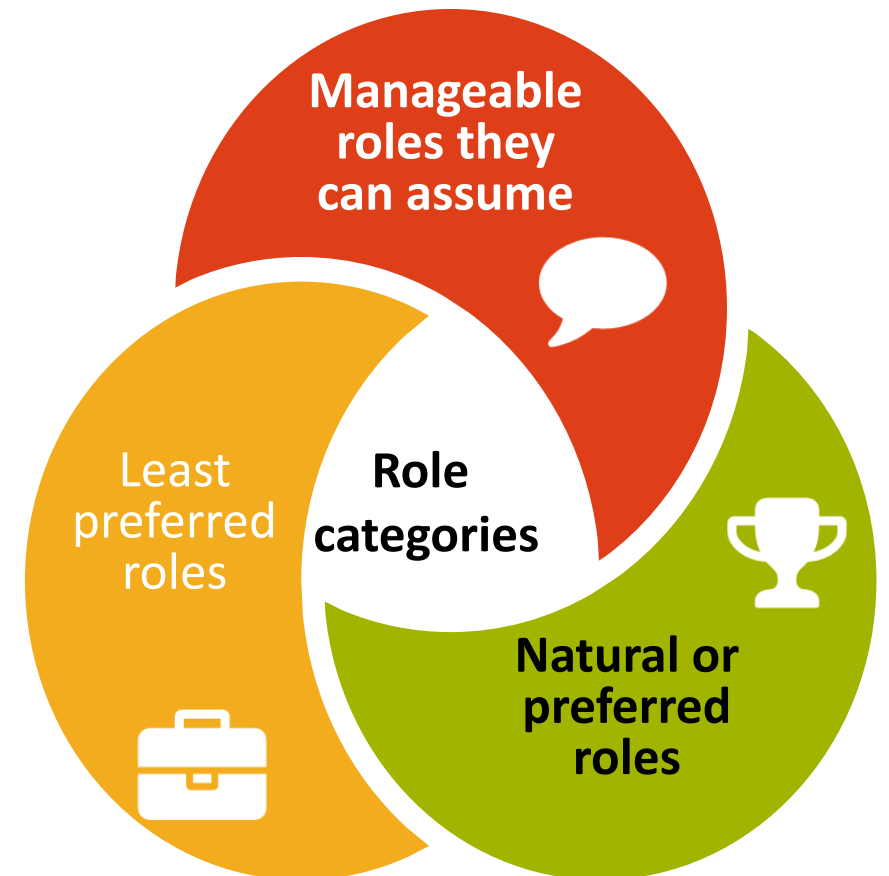 Manageable
roles they
can assume
Least
preferred
roles
Role
categories
Natural or
preferred
roles